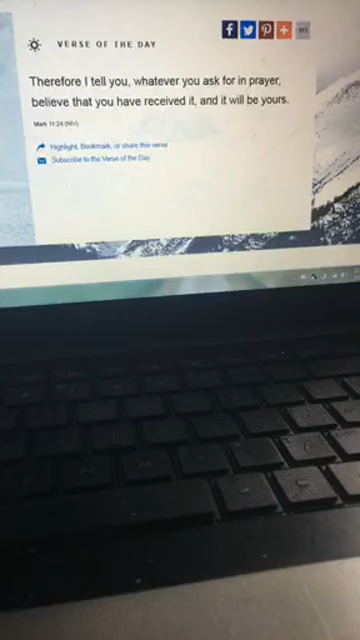 VERSE OF THE DAY
Therefore I tell you, whatever you ask for in prayer,
believe that you have received it, and it will be yours.
Mark 11:24 (NIV)
Highlight, Bookmark, or share this verse
Subscribe to the Verse of the Day